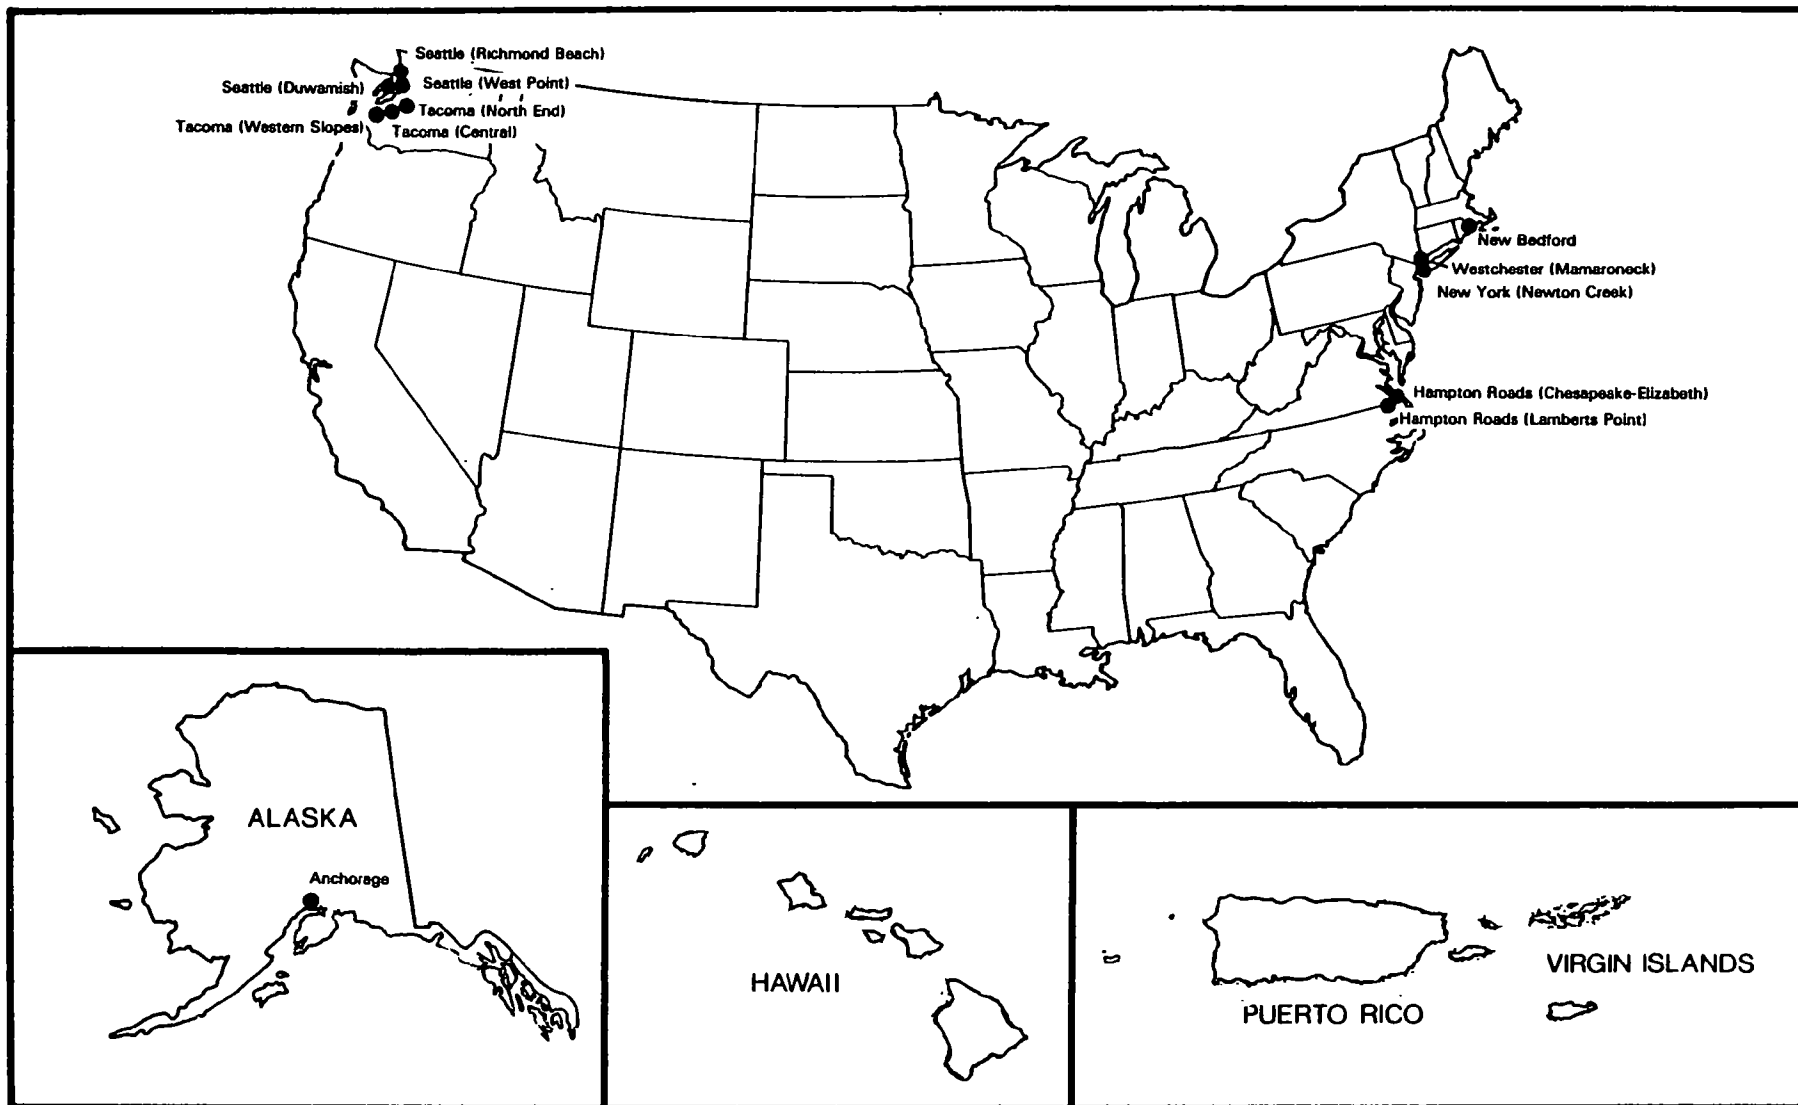 Seattle (Richmond Beach)
Seattle (Duwamish)
Seattle (West Point)
Tacoma (North End)
Tacoma (Western Slopes)
Tacoma (Central)
New Bedford
Westchester (Mamaroneck)
New York (Newton Creek)
Hampton Roads (Chesapeake-Elizabeth)
Hampton Roads (Lamberts Point)
ALASKA
Anchorage
HAWAII
VIRGIN ISLANDS
PUERTO RICO